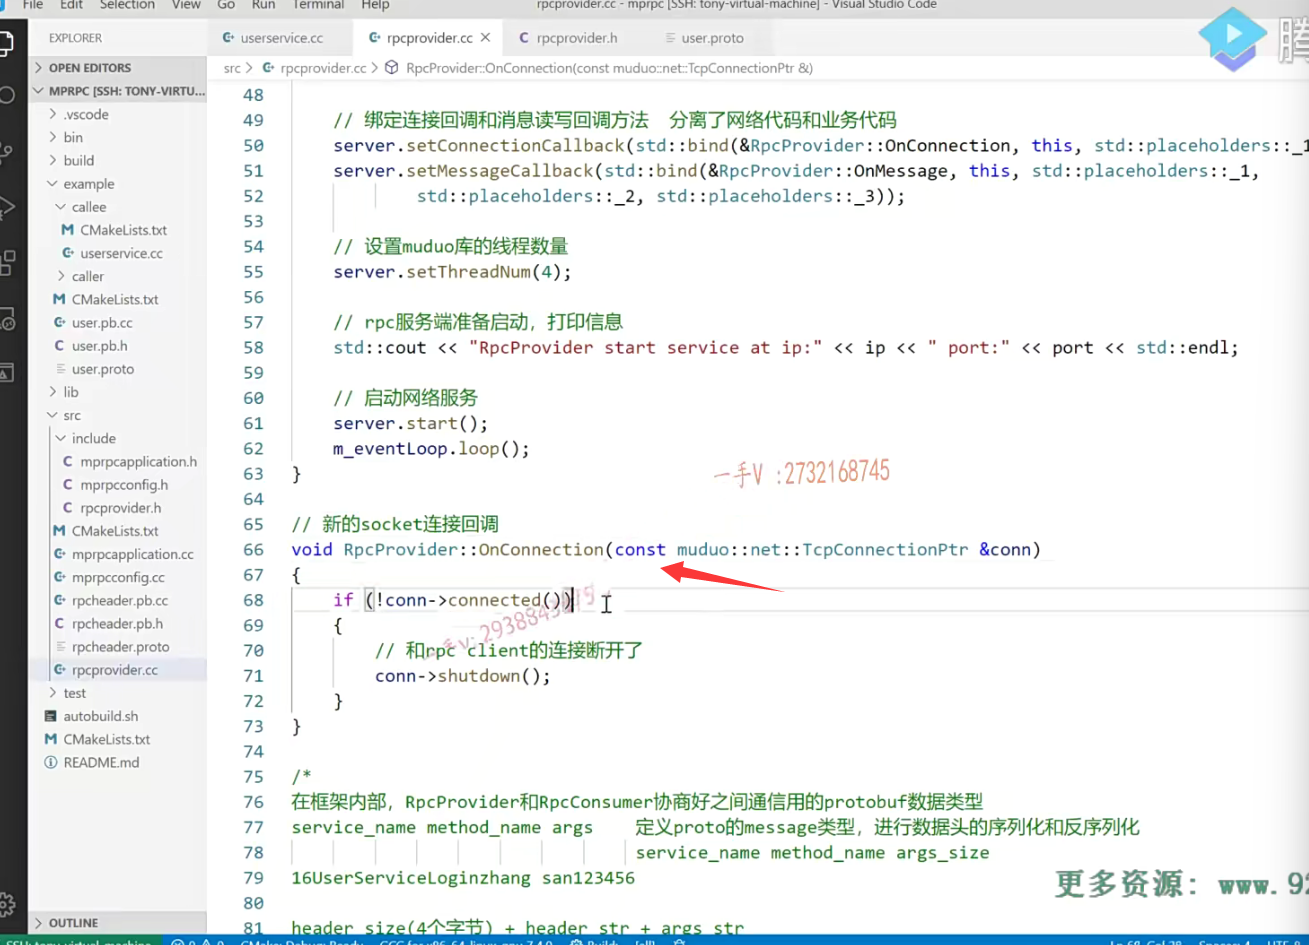 File Edit Selection View Go Run Terminal Help rpcprovider.cc - mprpc [SSH: tony-virtual-machine] - Visual Studio Code
EXPLORER
OPEN EDITORS
MPRPC [SSH: TONY-VIRTU...
.vscode
bin
build
example
callee
CMakeLists.txt
userservice.cc
caller
CMakeLists.txt
user.pb.cc
user.pb.h
user.proto
lib
src
include
mprpcapplication.h
mprpcconfig.h
rpcprovider.h
CMakeLists.txt
mprpcapplication.cc
mprpcconfig.cc
rpcheader.pb.cc
rpcheader.pb.h
rpcheader.proto
rpcprovider.cc
test
autobuild.sh
CMakeLists.txt
README.md
OUTLINE
userservice.cc rpcprovider.cc rpcprovider.h user.proto
src > rpcprovider.cc > RpcProvider::OnConnection(const muduo::net::TcpConnectionPtr &)
48
49 // 绑定连接回调和消息读写回调方法 分离了网络代码和业务代码
50 server.setConnectionCallback(std::bind(&RpcProvider::OnConnection, this, std::placeholders::_1
51 server.setMessageCallback(std::bind(&RpcProvider::OnMessage, this, std::placeholders::_1,
52 std::placeholders::_2, std::placeholders::_3));
53
54 // 设置muduo库的线程数量
55 server.setThreadNum(4);
56
57 // rpc服务端准备启动，打印信息
58 std::cout << "RpcProvider start service at ip:" << ip << " port:" << port << std::endl;
59
60 // 启动网络服务
61 server.start();
62 m_eventLoop.loop();
63 }
一手V :2732168745
64
65 // 新的socket连接回调
66 void RpcProvider::OnConnection(const muduo::net::TcpConnectionPtr &conn)
67 {
68 if (!conn->connected())
69 {
70 // 和rpc client的连接断开了
71 conn->shutdown();
72 }
73 }
74
75 /*
76 在框架内部，RpcProvider和RpcConsumer协商好之间通信用的protobuf数据类型
77 service_name method_name args 定义proto的message类型，进行数据头的序列化和反序列化
78 service_name method_name args_size
79 16UserServiceLoginzhang san123456
更多资源： www.92
80
81 header_size(4个字节) + header_str + args_str